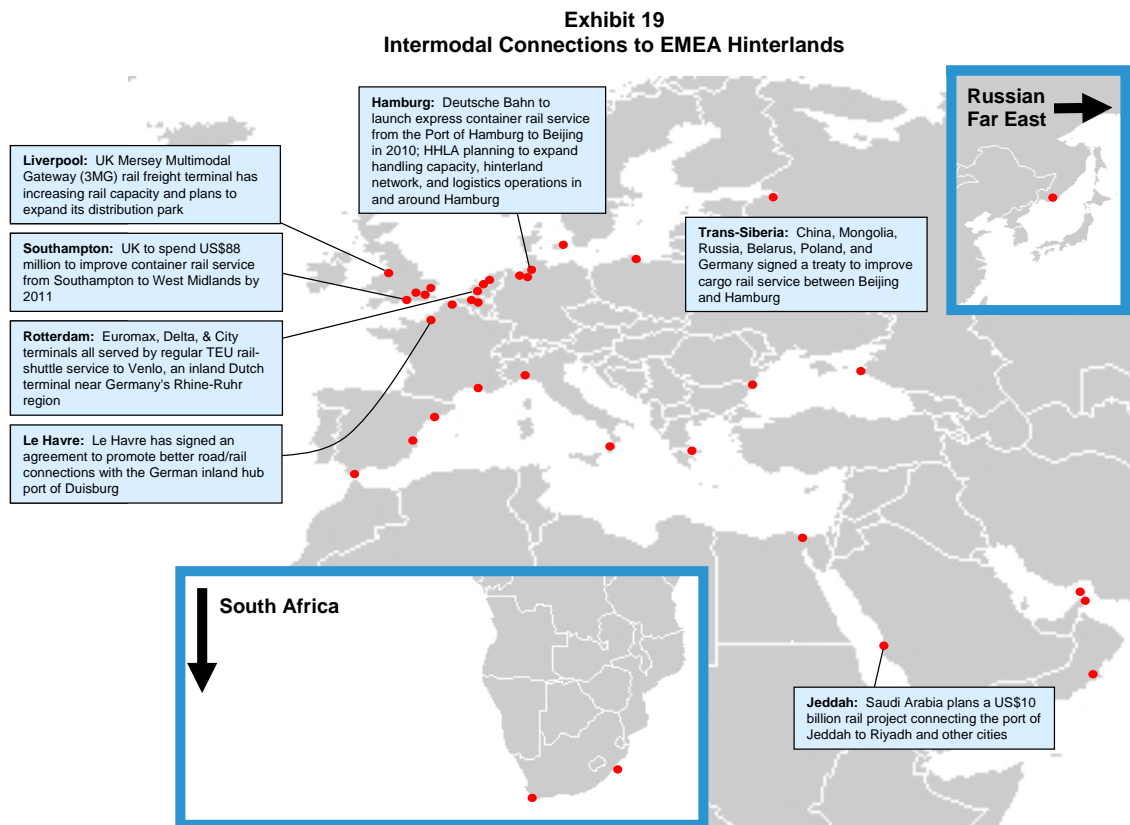 Exhibit 19
Intermodal Connections to EMEA Hinterlands
Hamburg: Deutsche Bahn to
launch express container rail service
from the Port of Hamburg to Beijing
in 2010; HHLA planning to expand
handling capacity, hinterland
network, and logistics operations in
and around Hamburg
Russian
Far East
Liverpool: UK Mersey Multimodal
Gateway (3MG) rail freight terminal has
increasing rail capacity and plans to
expand its distribution park
Southampton: UK to spend US$88
million to improve container rail service
from Southampton to West Midlands by
2011
Trans-Siberia: China, Mongolia,
Russia, Belarus, Poland, and
Germany signed a treaty to improve
cargo rail service between Beijing
and Hamburg
Rotterdam: Euromax, Delta, & City
terminals all served by regular TEU rail-
shuttle service to Venlo, an inland Dutch
terminal near Germany's Rhine-Ruhr
region
Le Havre: Le Havre has signed an
agreement to promote better road/rail
connections with the German inland hub
port of Duisburg
South Africa
Jeddah: Saudi Arabia plans a US$10
billion rail project connecting the port of
Jeddah to Riyadh and other cities